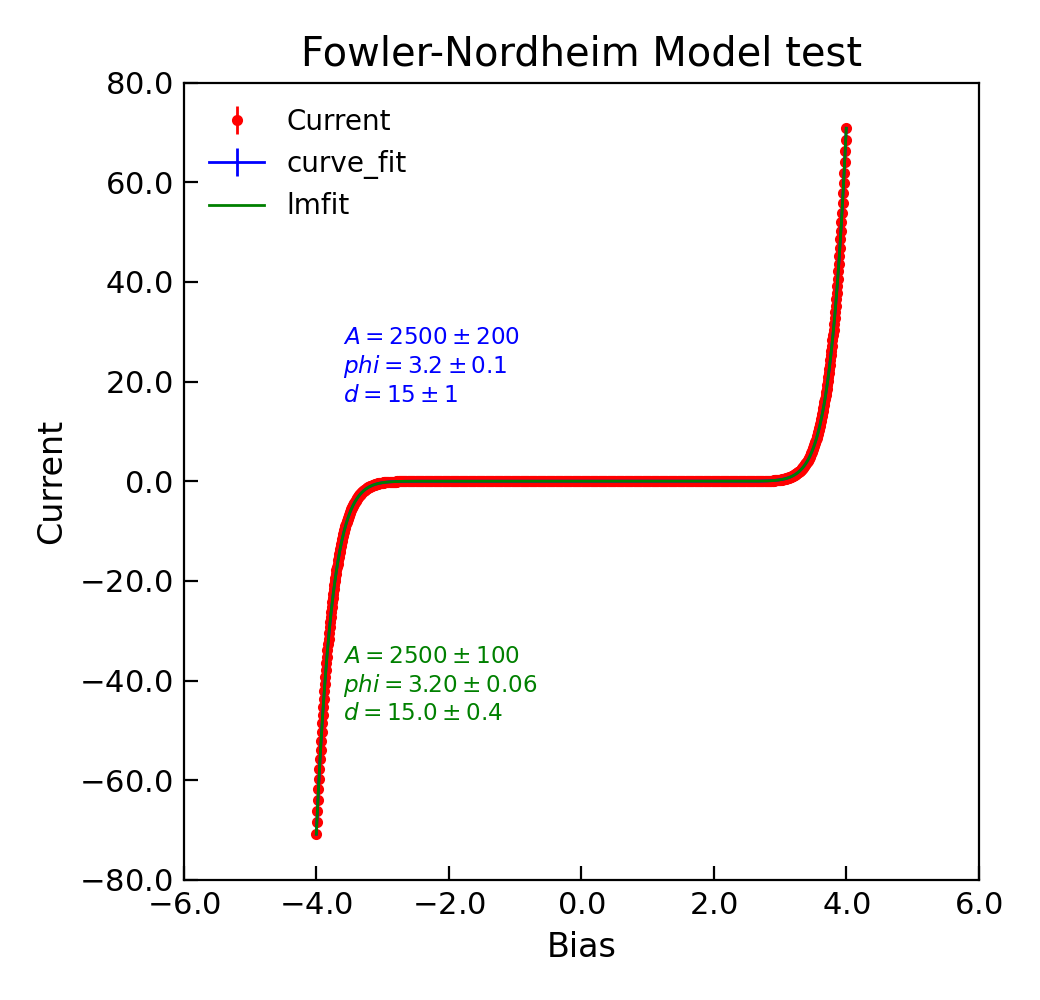 Fowler-Nordheim Model test
80.0
60.0
40.0
20.0
0.0
−20.0
−40.0
−60.0
−80.0
Current
Current
curve_fit
lmfit
A = 2500 ± 200
phi = 3.2 ± 0.1
d = 15 ± 1
A = 2500 ± 100
phi = 3.20 ± 0.06
d = 15.0 ± 0.4
−6.0 −4.0 −2.0 0.0 2.0 4.0 6.0
Bias